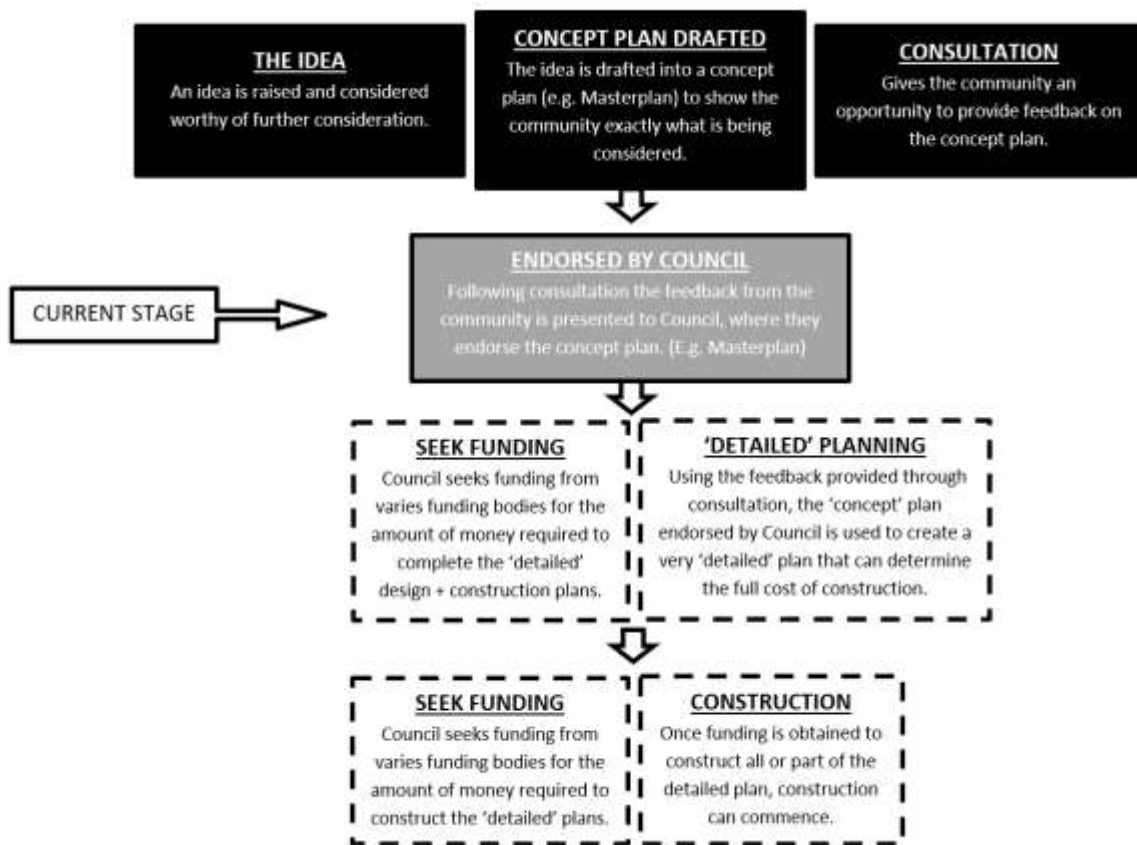 THE IDEA
An idea is raised and considered
worthy of further consideration.
CONCEPT PLAN DRAFTED
The idea is drafted into a concept
plan (e.g. Masterplan) to show the
community exactly what is being
considered.
CONSULTATION
Gives the community an
opportunity to provide feedback on
the concept plan.
CURRENT STAGE
ENDORSED BY COUNCIL
Following consultation the feedback from the
community is presented to Council, where they
endorse the concept plan. (E.g. Masterplan)
SEEK FUNDING
Council seeks funding from
varies funding bodies for the
amount of money required to
complete the ‘detailed’
design + construction plans.
‘DETAILED’ PLANNING
Using the feedback provided through
consultation, the ‘concept’ plan
endorsed by Council is used to create a
very ‘detailed’ plan that can determine
the full cost of construction.
SEEK FUNDING
Council seeks funding from
varies funding bodies for the
amount of money required to
construct the ‘detailed’ plans.
CONSTRUCTION
Once funding is obtained to
construct all or part of the
detailed plan, construction
can commence.